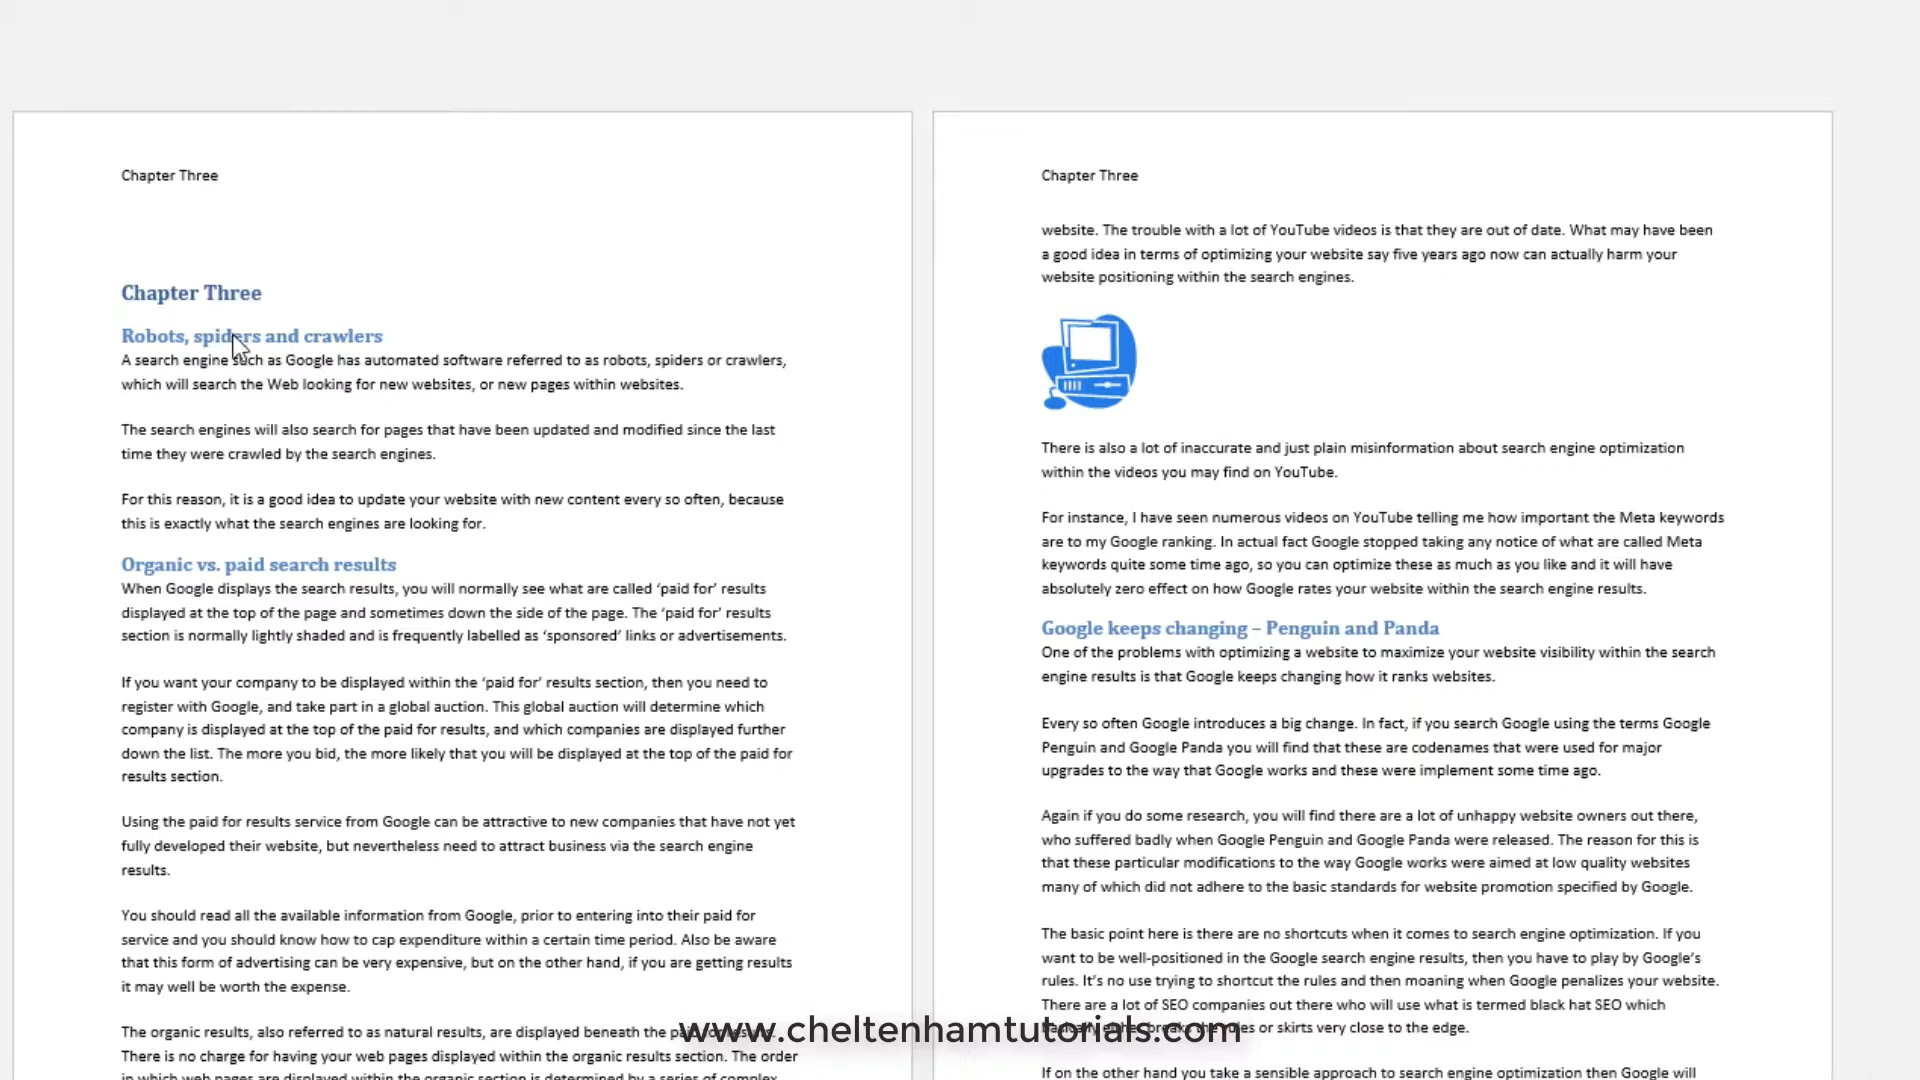 Chapter Three
Chapter Three
Robots, spiders and crawlers
A search engine such as Google has automated software referred to as robots, spiders or crawlers,
which will search the Web looking for new websites, or new pages within websites.
The search engines will also search for pages that have been updated and modified since the last
time they were crawled by the search engines.
For this reason, it is a good idea to update your website with new content every so often, because
this is exactly what the search engines are looking for.
Organic vs. paid search results
When Google displays the search results, you will normally see what are called ‘paid for’ results
displayed at the top of the page and sometimes down the side of the page. The ‘paid for’ results
section is normally lightly shaded and is frequently labelled as ‘sponsored’ links or advertisements.
If you want your company to be displayed within the ‘paid for’ results section, then you need to
register with Google, and take part in a global auction. This global auction will determine which
company is displayed at the top of the paid for results, and which companies are displayed further
down the list. The more you bid, the more likely that you will be displayed at the top of the paid for
results section.
Using the paid for results service from Google can be attractive to new companies that have not yet
fully developed their website, but nevertheless need to attract business via the search engine
results.
You should read all the available information from Google, prior to entering into their paid for
service and you should know how to cap expenditure within a certain time period. Also be aware
that this form of advertising can be very expensive, but on the other hand, if you are getting results
it may well be worth the expense.
The organic results, also referred to as natural results, are displayed beneath the paid for results.
There is no charge for having your web pages displayed within the organic results section. The order
in which web pages are displayed within the organic section is determined by a series of complex
Chapter Three
website. The trouble with a lot of YouTube videos is that they are out of date. What may have been
a good idea in terms of optimizing your website say five years ago now can actually harm your
website positioning within the search engines.
There is also a lot of inaccurate and just plain misinformation about search engine optimization
within the videos you may find on YouTube.
For instance, I have seen numerous videos on YouTube telling me how important the Meta keywords
are to my Google ranking. In actual fact Google stopped taking any notice of what are called Meta
keywords quite some time ago, so you can optimize these as much as you like and it will have
absolutely zero effect on how Google rates your website within the search engine results.
Google keeps changing – Penguin and Panda
One of the problems with optimizing a website to maximize your website visibility within the search
engine results is that Google keeps changing how it ranks websites.
Every so often Google introduces a big change. In fact, if you search Google using the terms Google
Penguin and Google Panda you will find that these are codenames that were used for major
upgrades to the way that Google works and these were implement some time ago.
Again if you do some research, you will find there are a lot of unhappy website owners out there,
who suffered badly when Google Penguin and Google Panda were released. The reason for this is
that these particular modifications to the way Google works were aimed at low quality websites
many of which did not adhere to the basic standards for website promotion specified by Google.
The basic point here is there are no shortcuts when it comes to search engine optimization. If you
want to be well-positioned in the Google search engine results, then you have to play by Google’s
rules. It’s no use trying to shortcut the rules and then moaning when Google penalizes your website.
There are a lot of SEO companies out there who will use what is termed black hat SEO which
basically either breaks the rules or skirts very close to the edge.
If on the other hand you take a sensible approach to search engine optimization then Google will
www.cheltenhamtutorials.com